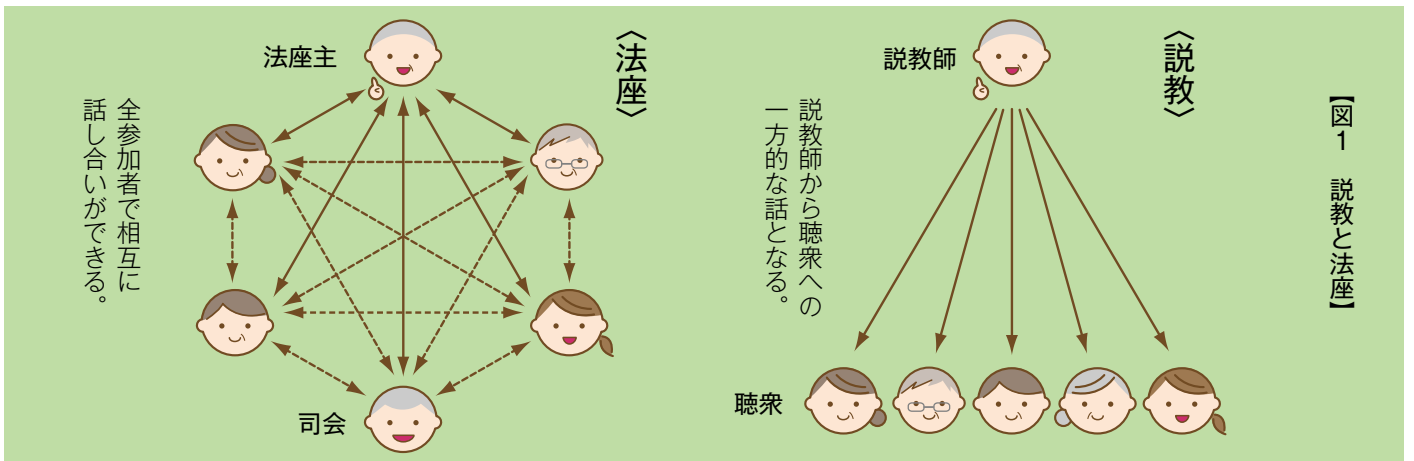 【図1　説教と法座】
〈説教〉
説教師
説教師から聴衆への
一方的な話となる。
聴衆
〈法座〉
法座主
全参加者で相互に
話し合いができる。
司会